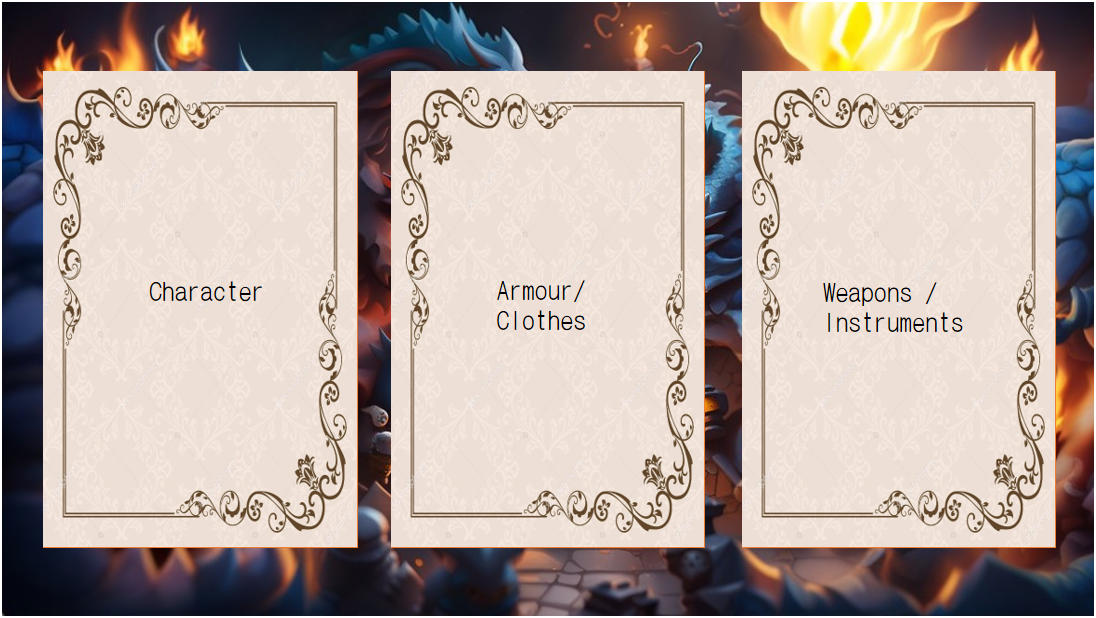 Character
Armour/
Clothes
Weapons /
Instruments